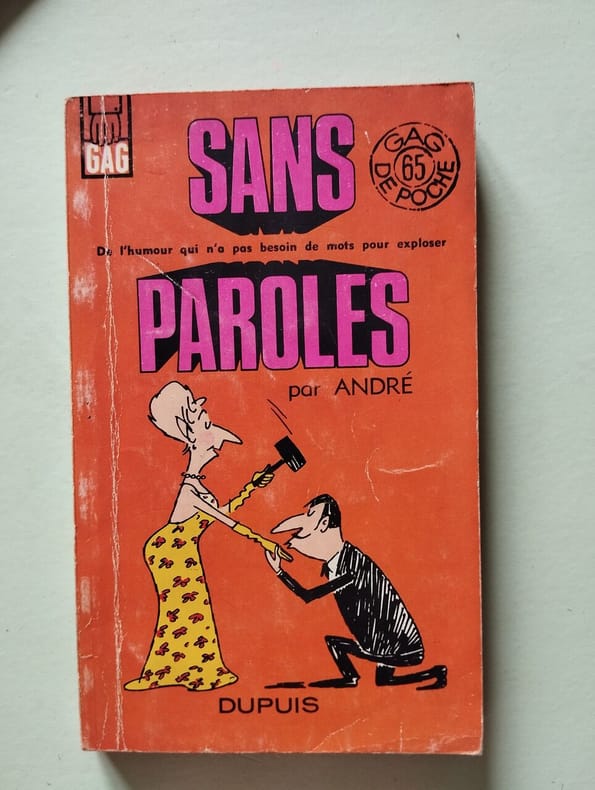 GAG
SANS
GAG
65
DE POCHE
De l'humour qui n'a pas besoin de mots pour exploser
PAROLES
par ANDRÉ
DUPUIS